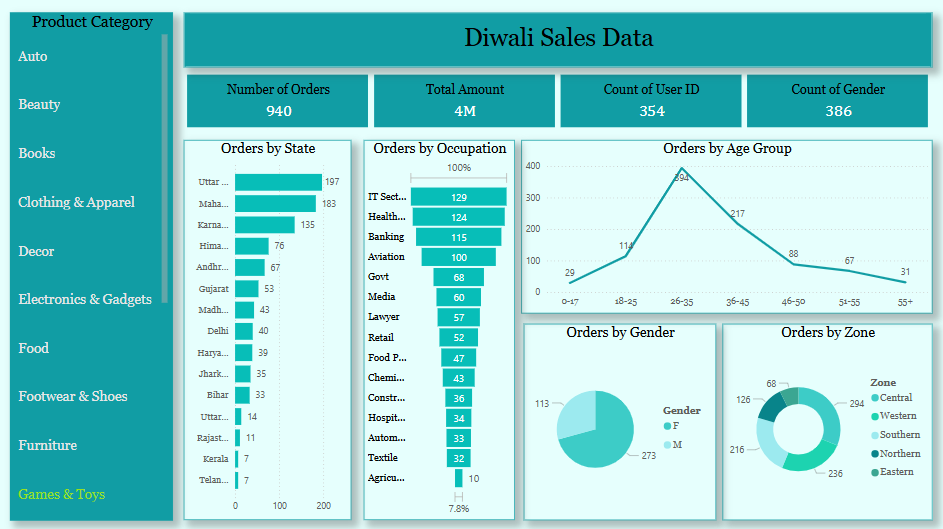 Product Category
Auto
Beauty
Books
Clothing & Apparel
Decor
Electronics & Gadgets
Food
Footwear & Shoes
Furniture
Games & Toys
Diwali Sales Data
Number of Orders
940
Total Amount
4M
Count of User ID
354
Count of Gender
386
Orders by State
Uttar ... 197
Maha... 183
Karna... 135
Hima... 76
Andhr... 67
Gujarat 53
Madh... 43
Delhi 40
Harya... 39
Jhark... 35
Bihar 33
Uttar... 14
Rajast... 11
Kerala 7
Telan... 7
0 100 200
Orders by Occupation
100%
IT Sect... 129
Health... 124
Banking 115
Aviation 100
Govt 68
Media 60
Lawyer 57
Retail 52
Food P... 47
Chemi... 43
Constr... 36
Hospit... 34
Autom... 33
Textile 32
Agricu... 10
7.8%
Orders by Age Group
400
300
200
100
0
29
114
394
217
88
67
31
0-17 18-25 26-35 36-45 46-50 51-55 55+
Orders by Gender
113
273
Gender
F
M
Orders by Zone
68
126
294
216
236
Zone
Central
Western
Southern
Northern
Eastern